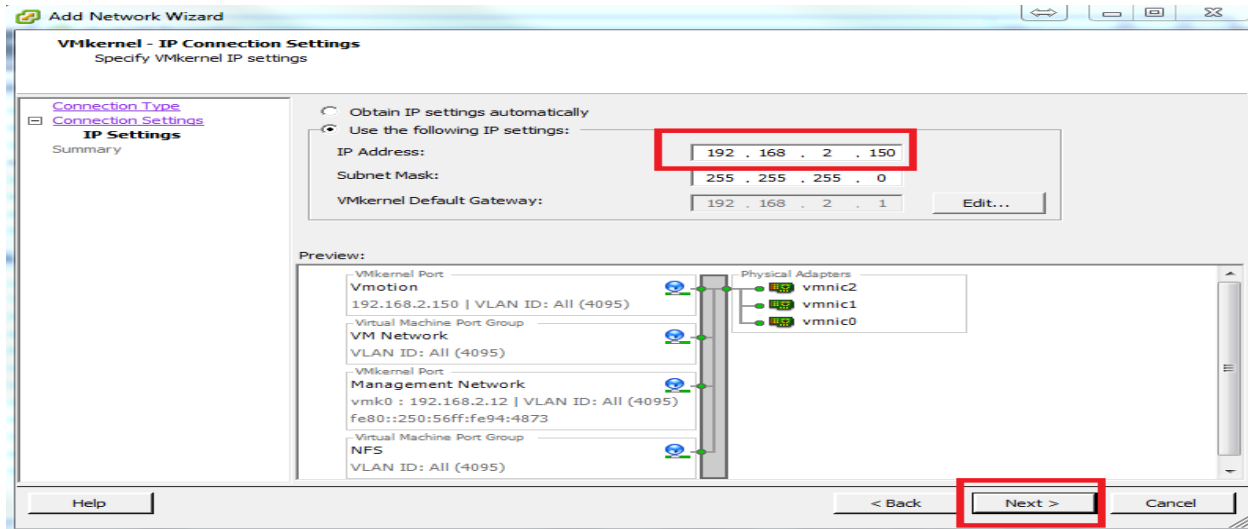 Add Network Wizard
VMkernel - IP Connection Settings
Specify VMkernel IP settings
Connection Type
Connection Settings
IP Settings
Summary
Obtain IP settings automatically
Use the following IP settings:
IP Address:
192 . 168 . 2 . 150
Subnet Mask:
255 . 255 . 255 . 0
VMkernel Default Gateway:
192 . 168 . 2 . 1
Edit...
Preview:
VMkernel Port
Vmotion
192.168.2.150 | VLAN ID: All (4095)
Virtual Machine Port Group
VM Network
VLAN ID: All (4095)
VMkernel Port
Management Network
vmk0 : 192.168.2.12 | VLAN ID: All (4095)
fe80::250:56ff:fe94:4873
Virtual Machine Port Group
NFS
VLAN ID: All (4095)
Physical Adapters
vmnic2
vmnic1
vmnic0
Help
< Back
Next >
Cancel